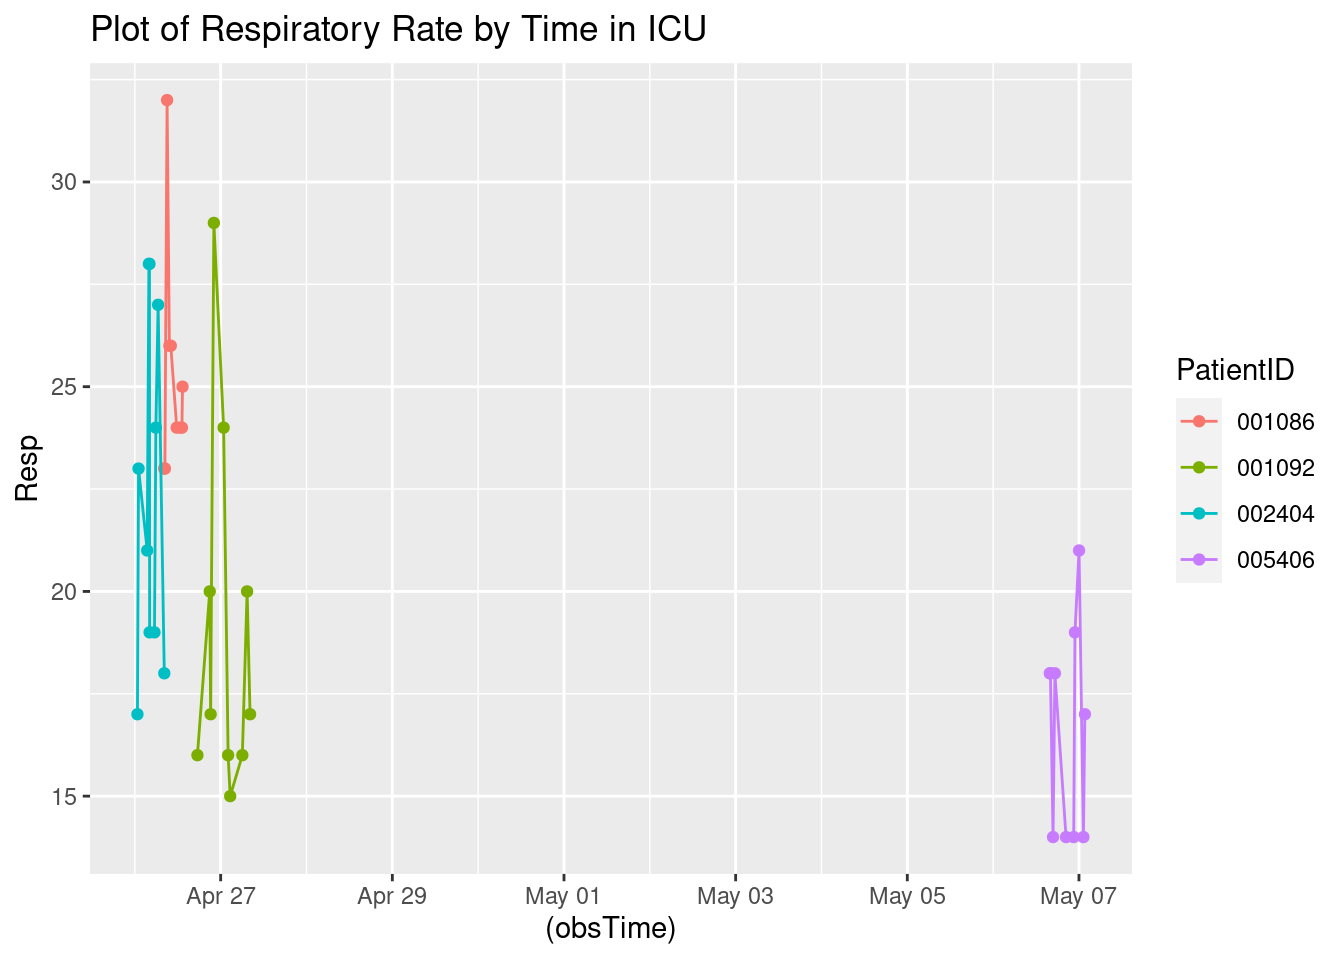 Plot of Respiratory Rate by Time in ICU
30
25
20
15
Resp
Apr 27 Apr 29 May 01 May 03 May 05 May 07
(obsTime)
PatientID
001086
001092
002404
005406